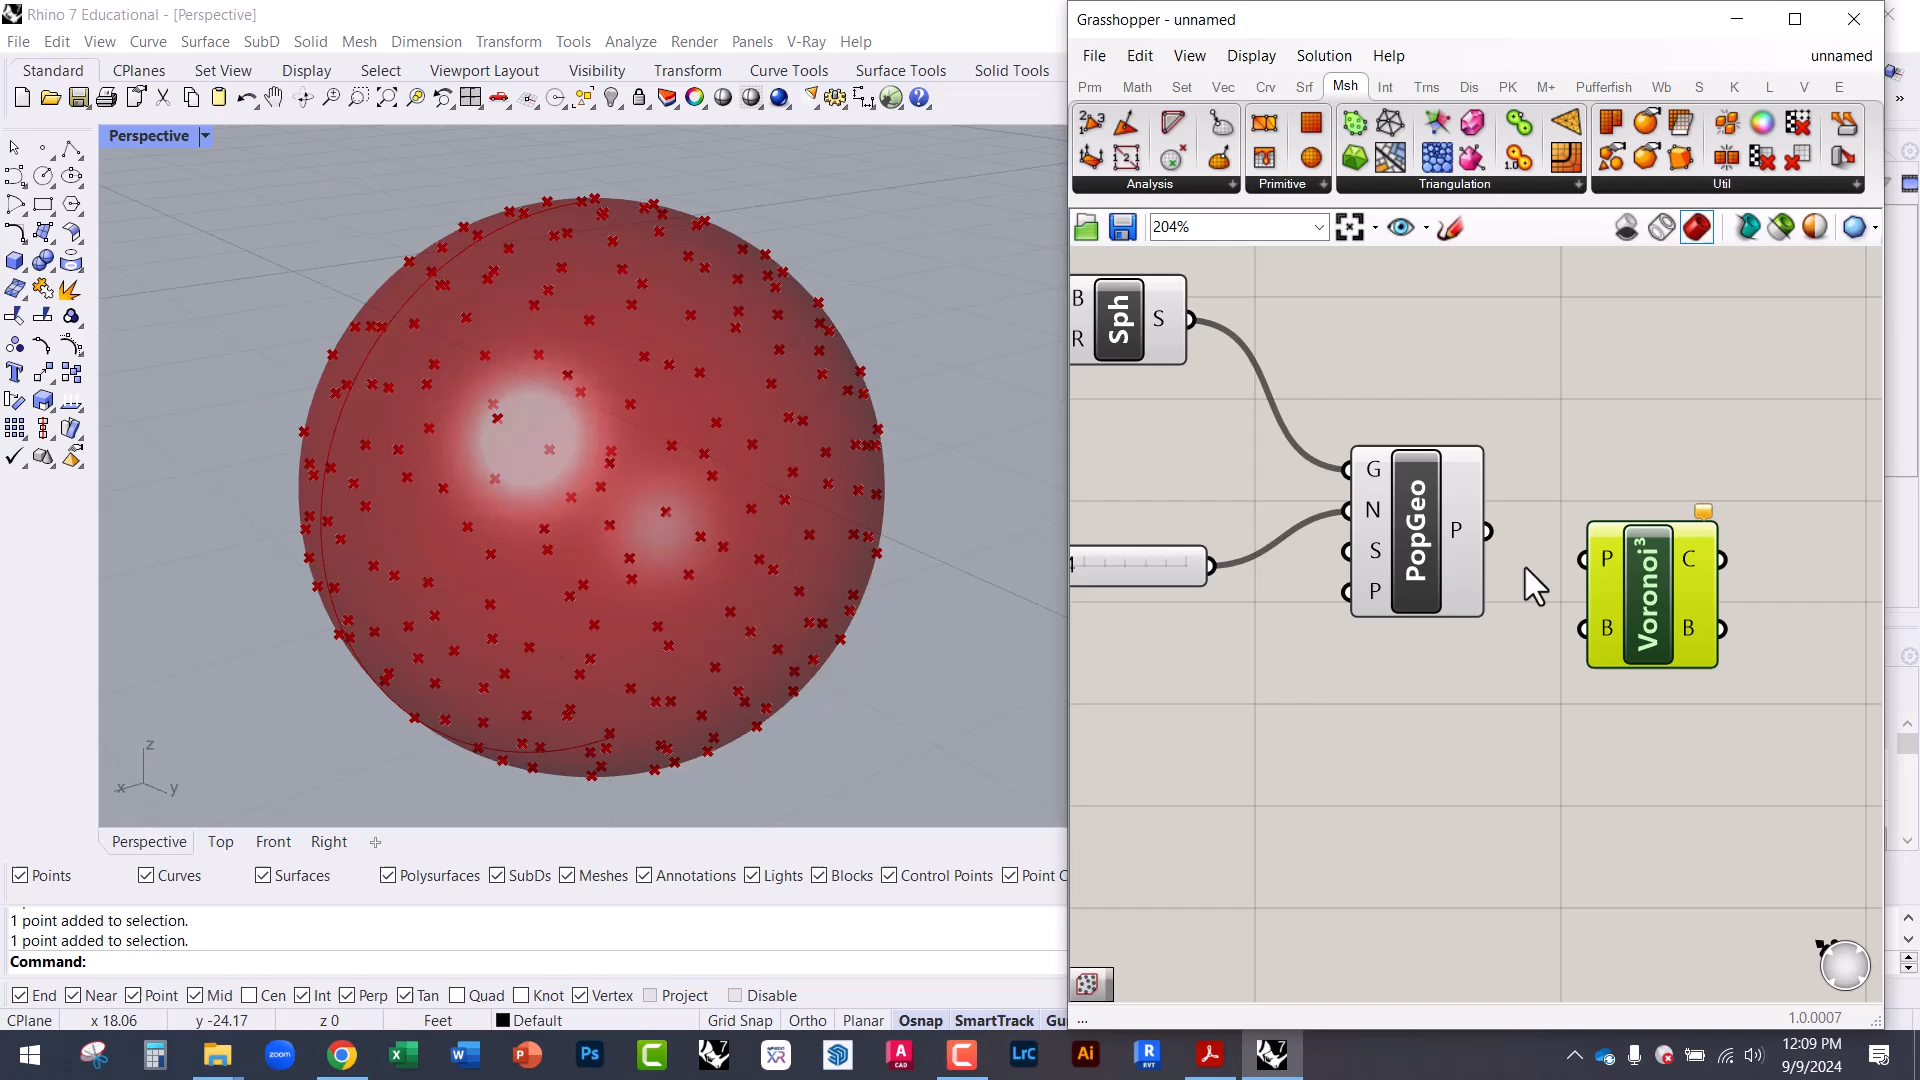 Rhino 7 Educational - [Perspective]
File Edit View Curve Surface SubD Solid Mesh Dimension Transform Tools Analyze Render Panels V-Ray Help
Standard CPlanes Set View Display Select Viewport Layout Visibility Transform Curve Tools Surface Tools Solid Tools
Perspective
z
x y
Perspective Top Front Right
Points Curves Surfaces Polysurfaces SubDs Meshes Annotations Lights Blocks Control Points Point C
1 point added to selection.
1 point added to selection.
Command:
End Near Point Mid Cen Int Perp Tan Quad Knot Vertex Project Disable
CPlane x 18.06 y -24.17 z 0 Feet Default Grid Snap Ortho Planar Osnap SmartTrack Gu
Grasshopper - unnamed
File Edit View Display Solution Help unnamed
Prm Math Set Vec Crv Srf Msh Int Trns Dis PK M+ Pufferfish Wb S K L V E
Analysis Primitive Triangulation Util
204%
B
R
Sph
S
G
N
S
P
PopGeo
P
P
B
Voronoi³
C
B
...
1.0.0007
12:09 PM
9/9/2024